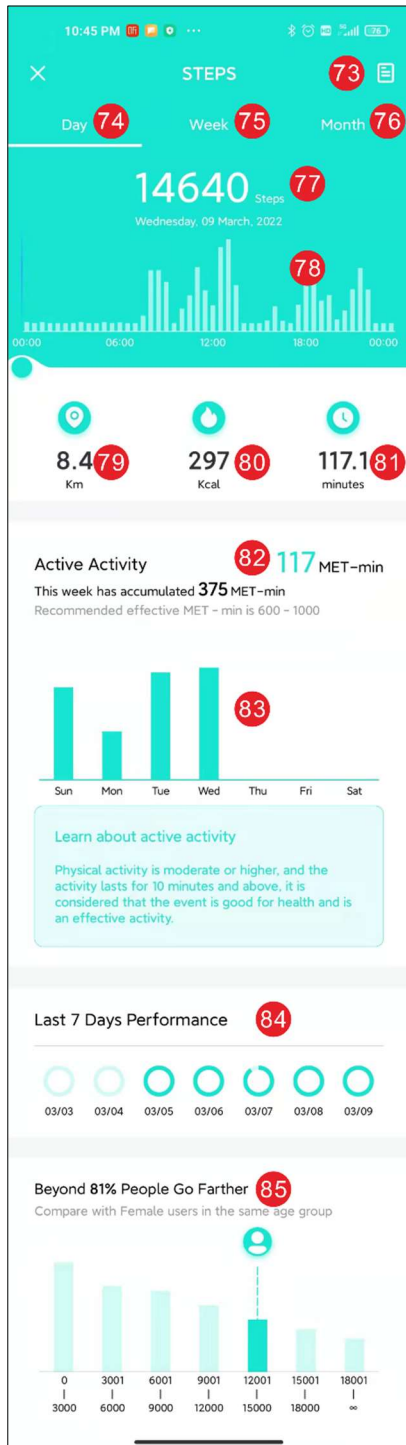 10:45 PM ··· 76
STEPS 73
Day 74 Week 75 Month 76
14640 Steps 77
Wednesday, 09 March, 2022
78
00:00 06:00 12:00 18:00 00:00
8.4 79 297 80 117.1 81
Km Kcal minutes
Active Activity 82 117 MET-min
This week has accumulated 375 MET-min
Recommended effective MET - min is 600 - 1000
83
Sun Mon Tue Wed Thu Fri Sat
Learn about active activity
Physical activity is moderate or higher, and the
activity lasts for 10 minutes and above, it is
considered that the event is good for health and is
an effective activity.
Last 7 Days Performance 84
03/03 03/04 03/05 03/06 03/07 03/08 03/09
Beyond 81% People Go Farther 85
Compare with Female users in the same age group
0 3001 6001 9001 12001 15001 18001
| | | | | | |
3000 6000 9000 12000 15000 18000 ∞